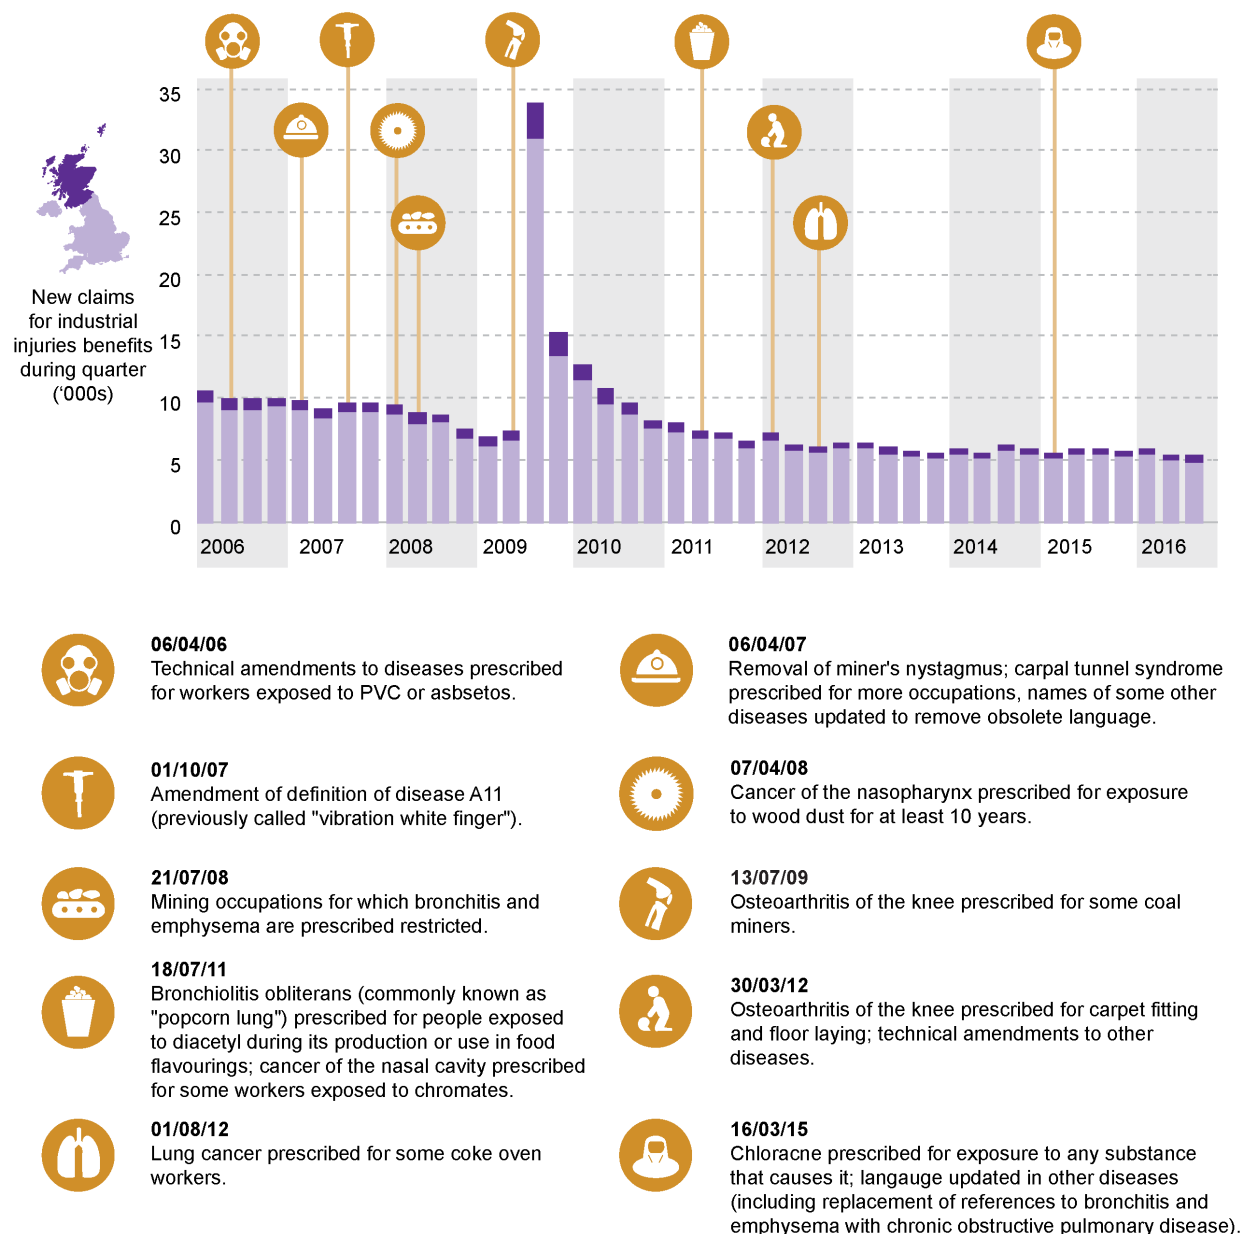 35
30
25
20
15
10
5
0
New claims
for industrial
injuries benefits
during quarter
(‘000s)
2006 2007 2008 2009 2010 2011 2012 2013 2014 2015 2016
06/04/06
Technical amendments to diseases prescribed
for workers exposed to PVC or asbsetos.
06/04/07
Removal of miner's nystagmus; carpal tunnel syndrome
prescribed for more occupations, names of some other
diseases updated to remove obsolete language.
01/10/07
Amendment of definition of disease A11
(previously called "vibration white finger").
07/04/08
Cancer of the nasopharynx prescribed for exposure
to wood dust for at least 10 years.
21/07/08
Mining occupations for which bronchitis and
emphysema are prescribed restricted.
13/07/09
Osteoarthritis of the knee prescribed for some coal
miners.
18/07/11
Bronchiolitis obliterans (commonly known as
"popcorn lung") prescribed for people exposed
to diacetyl during its production or use in food
flavourings; cancer of the nasal cavity prescribed
for some workers exposed to chromates.
30/03/12
Osteoarthritis of the knee prescribed for carpet fitting
and floor laying; technical amendments to other
diseases.
01/08/12
Lung cancer prescribed for some coke oven
workers.
16/03/15
Chloracne prescribed for exposure to any substance
that causes it; langauge updated in other diseases
(including replacement of references to bronchitis and
emphysema with chronic obstructive pulmonary disease).